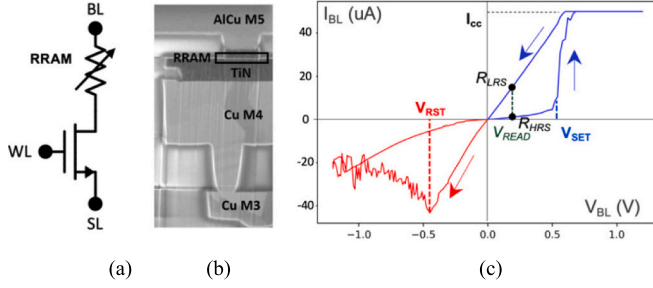 BL
RRAM
WL
SL
(a)
AlCu M5
RRAM
TiN
Cu M4
Cu M3
(b)
I_BL (uA)
I_cc
40
20
0
-20
-40
R_LRS
R_HRS
V_RST
V_READ
V_SET
V_BL (V)
-1.0
-0.5
0.0
0.5
1.0
(c)